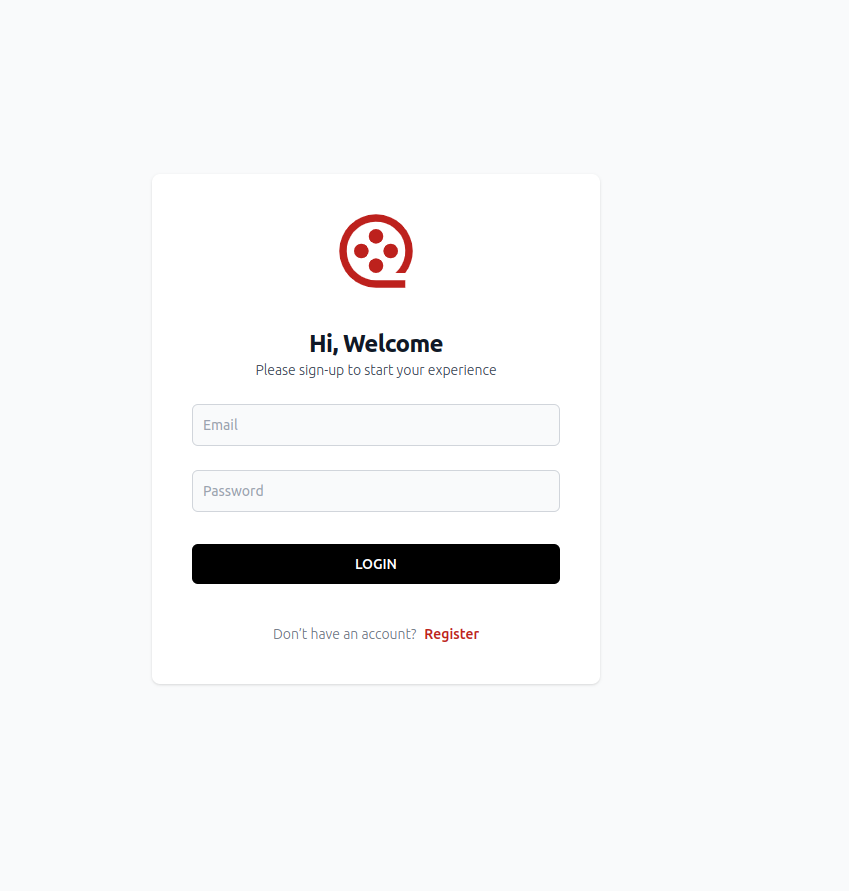 Hi, Welcome
Please sign-up to start your experience
Email
Password
LOGIN
Don’t have an account? Register